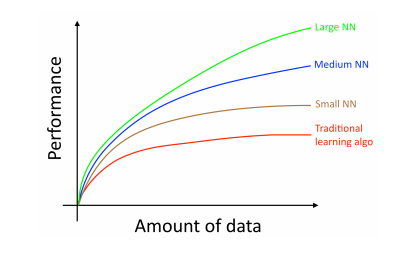 Large NN
Medium NN
Small NN
Traditional
learning algo
Performance
Amount of data